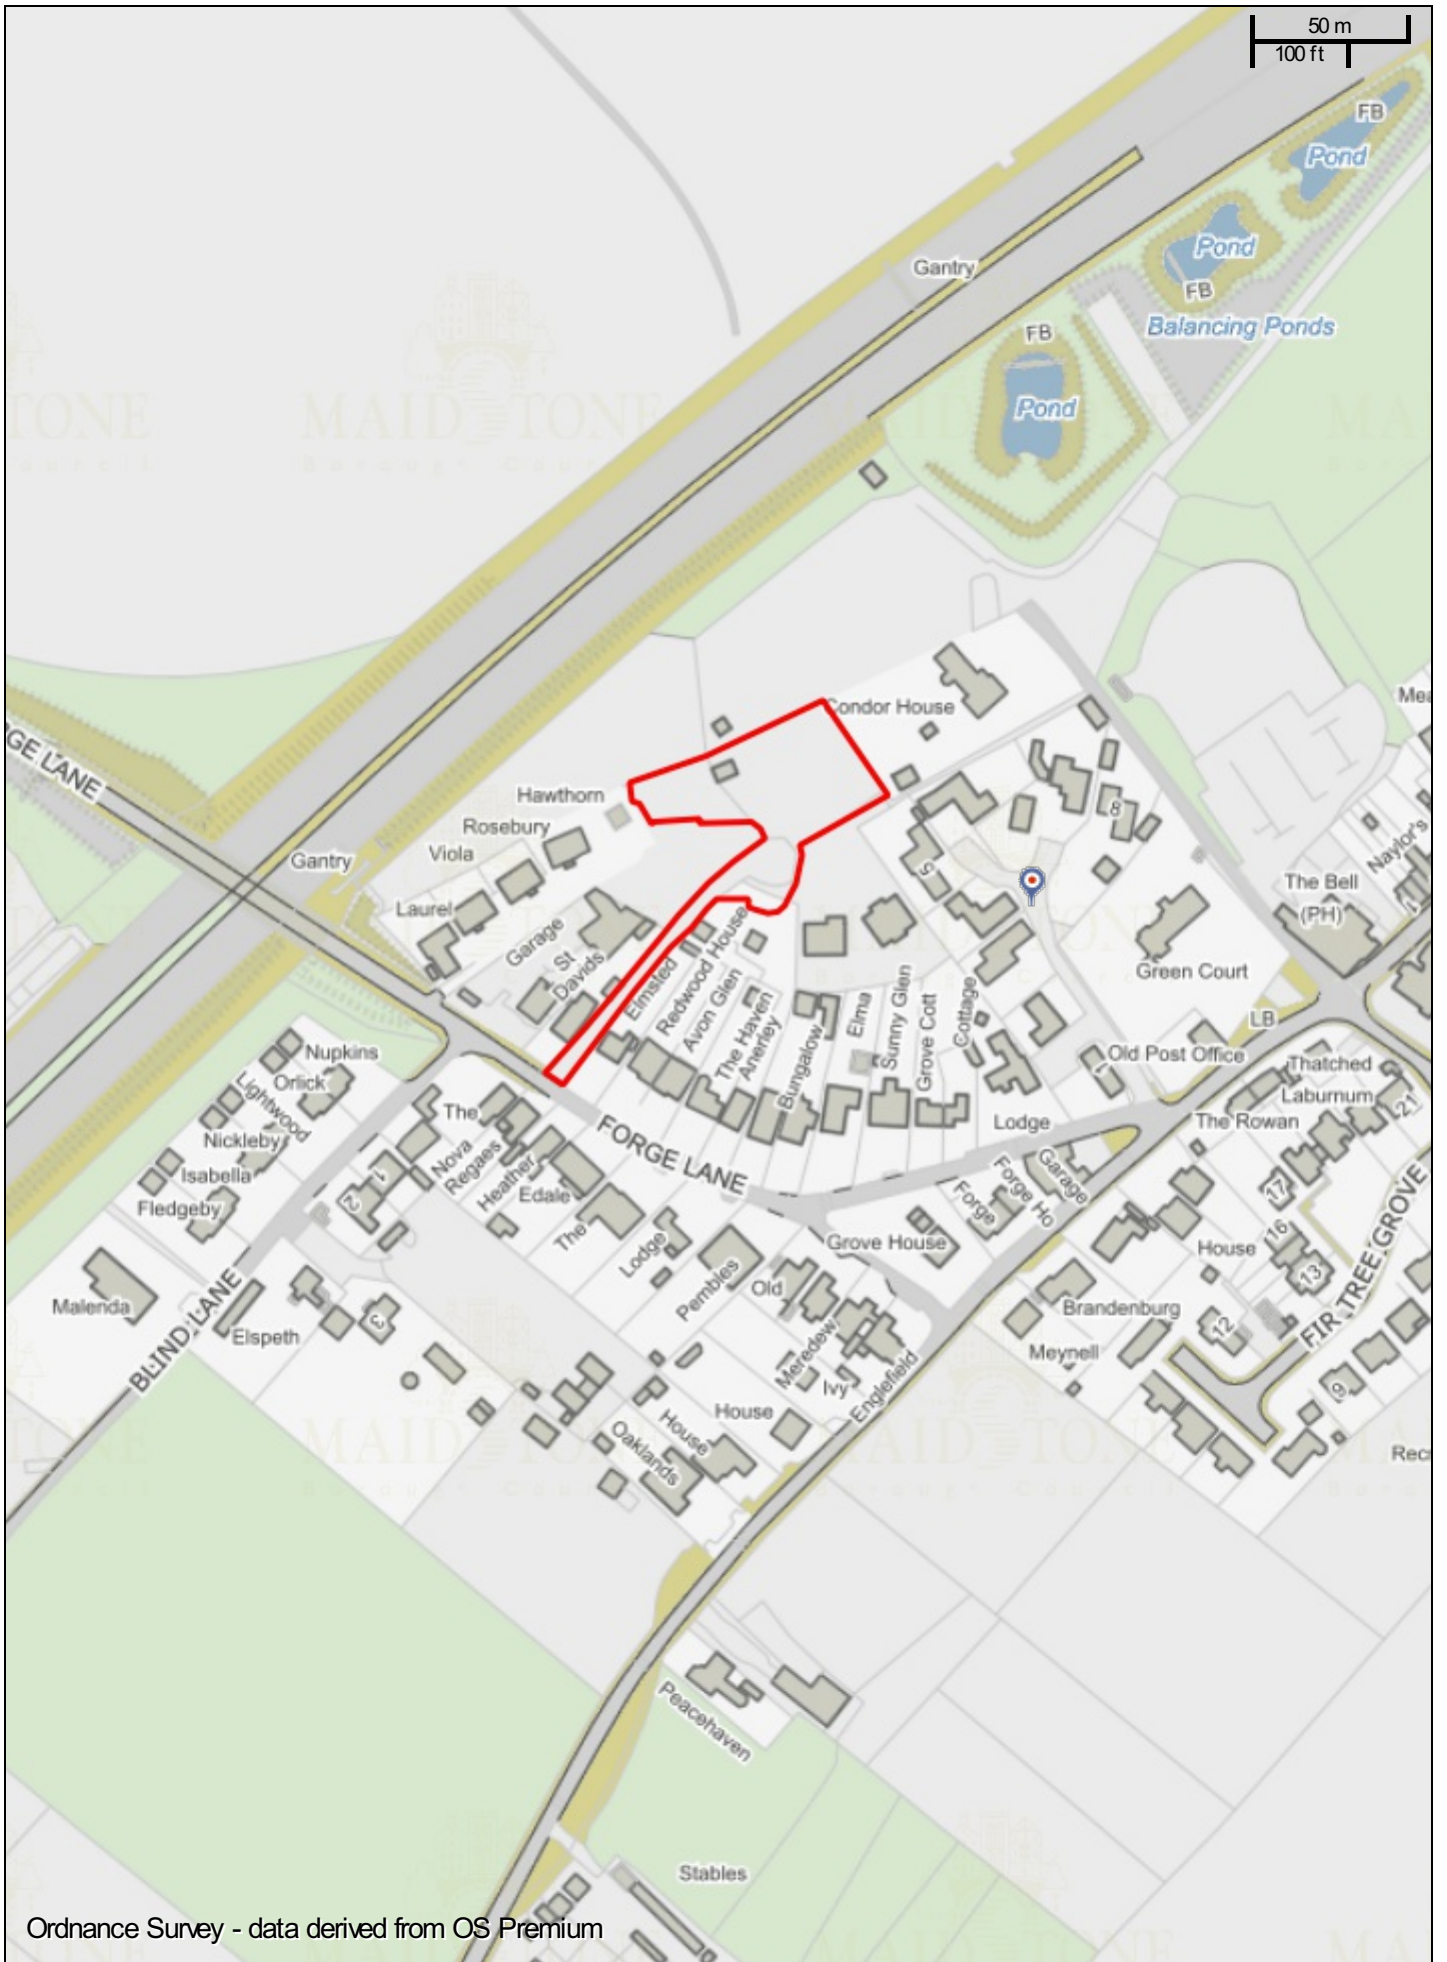 50 m
100 ft
FB
Pond
Pond
FB
Gantry
Balancing Ponds
FB
Pond
MAIDSTONE
Borough Council
Condor House
GE LANE
Hawthorn
Rosebury
Viola
Gantry
Laurel
8
5
Naylor's
The Bell
(PH)
Garage
St
Davids
Elmsted
Redwood House
Avon Glen
The Haven
Anerley
Bungalow
Elma
Sunny Glen
Grove Cott
Cottage
Green Court
LB
Old Post Office
1
Thatched
Laburnum
21
The Rowan
Nupkins
Orlick
Lightwood
Nickleby
Isabella
Fledgeby
The
Nova
Regaes
Heather
Edale
The
1
2
FORGE LANE
Lodge
Garage
Forge Ho
Forge
17
16
House
13
FIR TREE GROVE
Lodge
Grove House
Pembles
Old
Malenda
BLIND LANE
Elspeth
3
Brandenburg
Meynell
12
9
Meredew
Ivy
Englefield
House
House
Oaklands
Peacehaven
Stables
Ordnance Survey - data derived from OS Premium